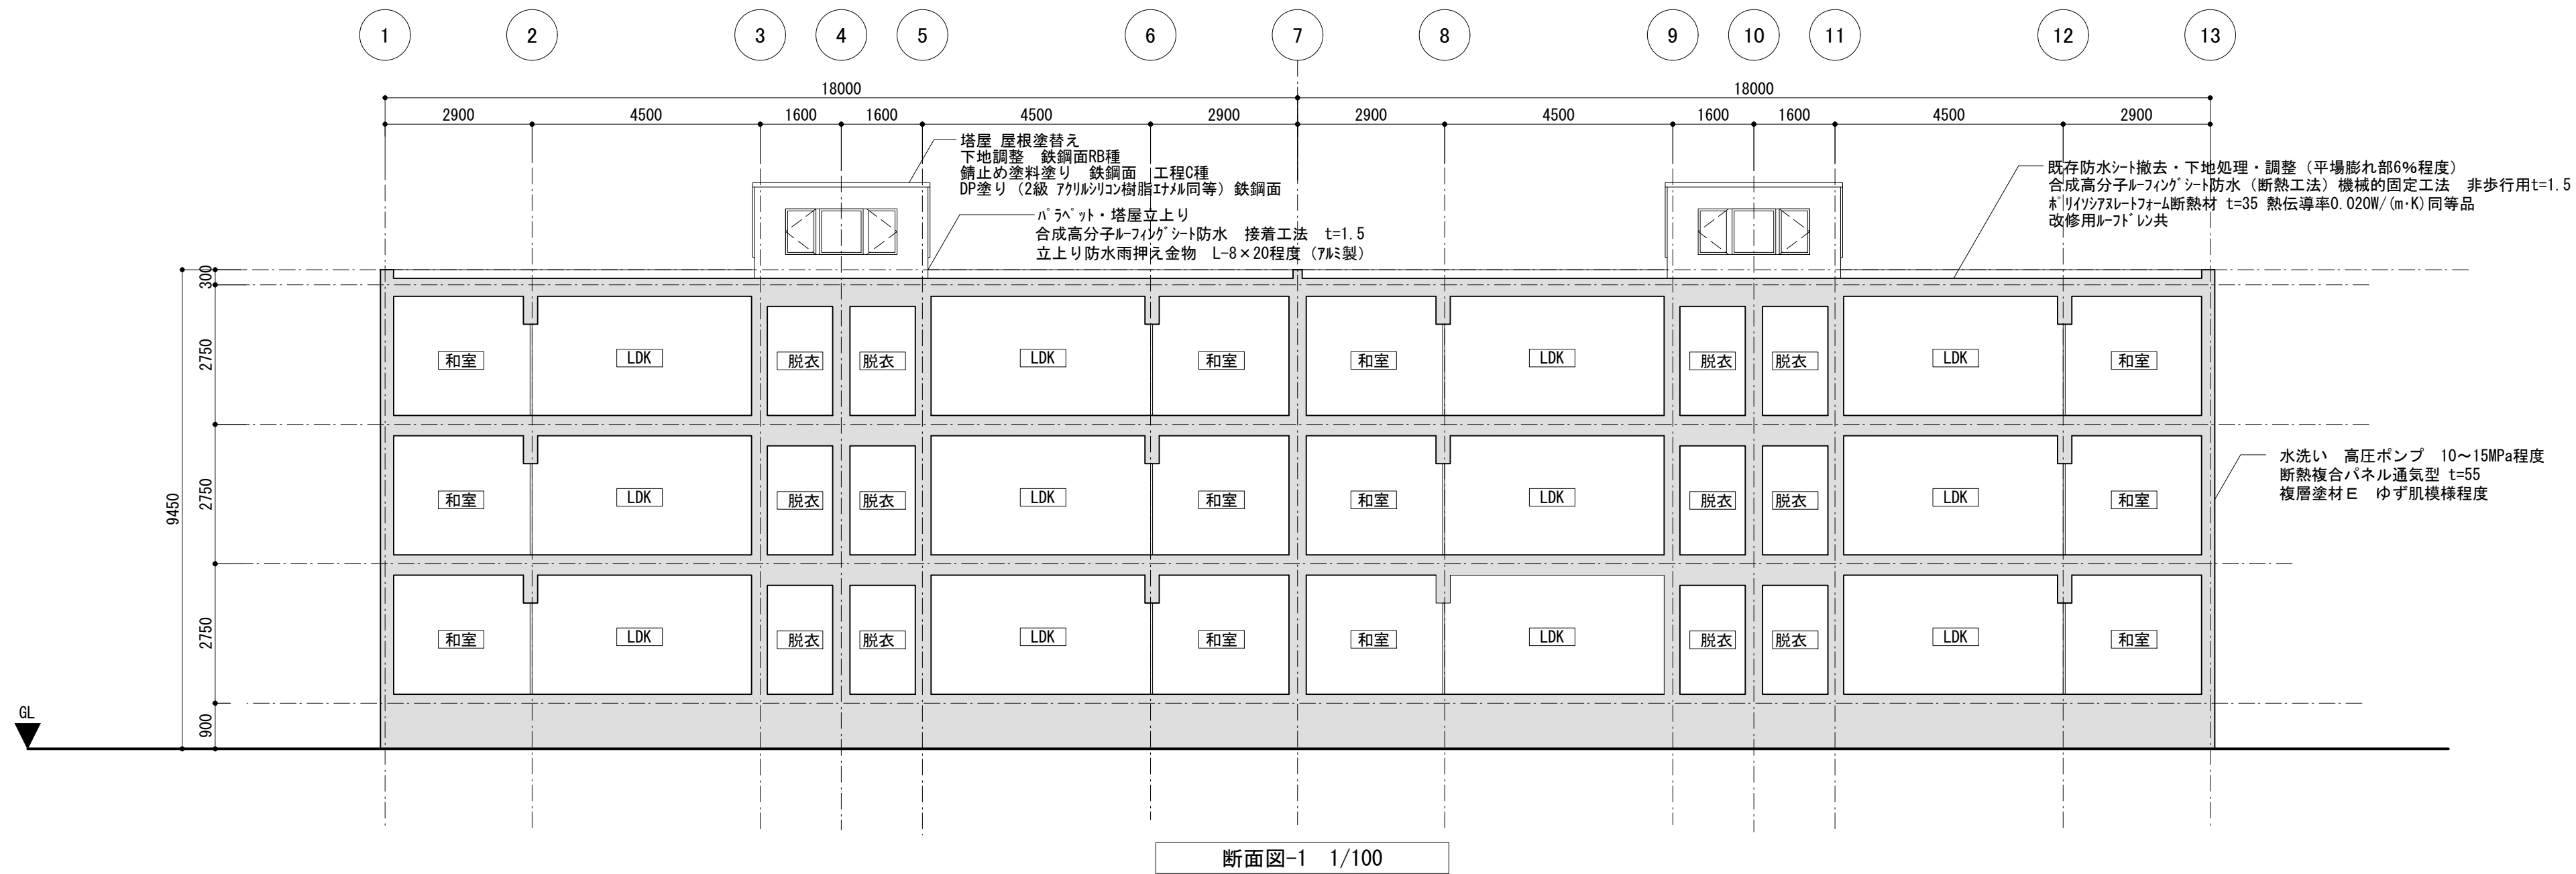 1 2 3 4 5 6 7 8 9 10 11 12 13
18000 18000
2900 4500 1600 1600 4500 2900 2900 4500 1600 1600 4500 2900
塔屋 屋根塗替え
下地調整 鉄鋼面RB種
錆止め塗料塗り 鉄鋼面 工程C種
DP塗り（2級 ｱｸﾘﾙｼﾘｺﾝ樹脂ｴﾅﾒﾙ同等）鉄鋼面
ﾊﾟﾗﾍﾟｯﾄ・塔屋立上り
合成高分子ﾙｰﾌｨﾝｸﾞｼｰﾄ防水 接着工法 t=1.5
立上り防水雨押え金物 L-8×20程度（ｱﾙﾐ製）
既存防水ｼｰﾄ撤去・下地処理・調整（平場膨れ部6%程度）
合成高分子ﾙｰﾌｨﾝｸﾞｼｰﾄ防水（断熱工法）機械的固定工法 非歩行用t=1.5
ﾎﾟﾘｲｿｼｱﾇﾚｰﾄﾌｫｰﾑ断熱材 t=35 熱伝導率0.020W/(m･K)同等品
改修用ﾙｰﾌﾄﾞﾚﾝ共
300
2750
和室 LDK 脱衣 脱衣 LDK 和室 和室 LDK 脱衣 脱衣 LDK 和室
水洗い 高圧ポンプ 10～15MPa程度
断熱複合パネル通気型 t=55
複層塗材Ｅ ゆず肌模様程度
9450
2750
和室 LDK 脱衣 脱衣 LDK 和室 和室 LDK 脱衣 脱衣 LDK 和室
2750
和室 LDK 脱衣 脱衣 LDK 和室 和室 LDK 脱衣 脱衣 LDK 和室
GL
900
断面図-1 1/100